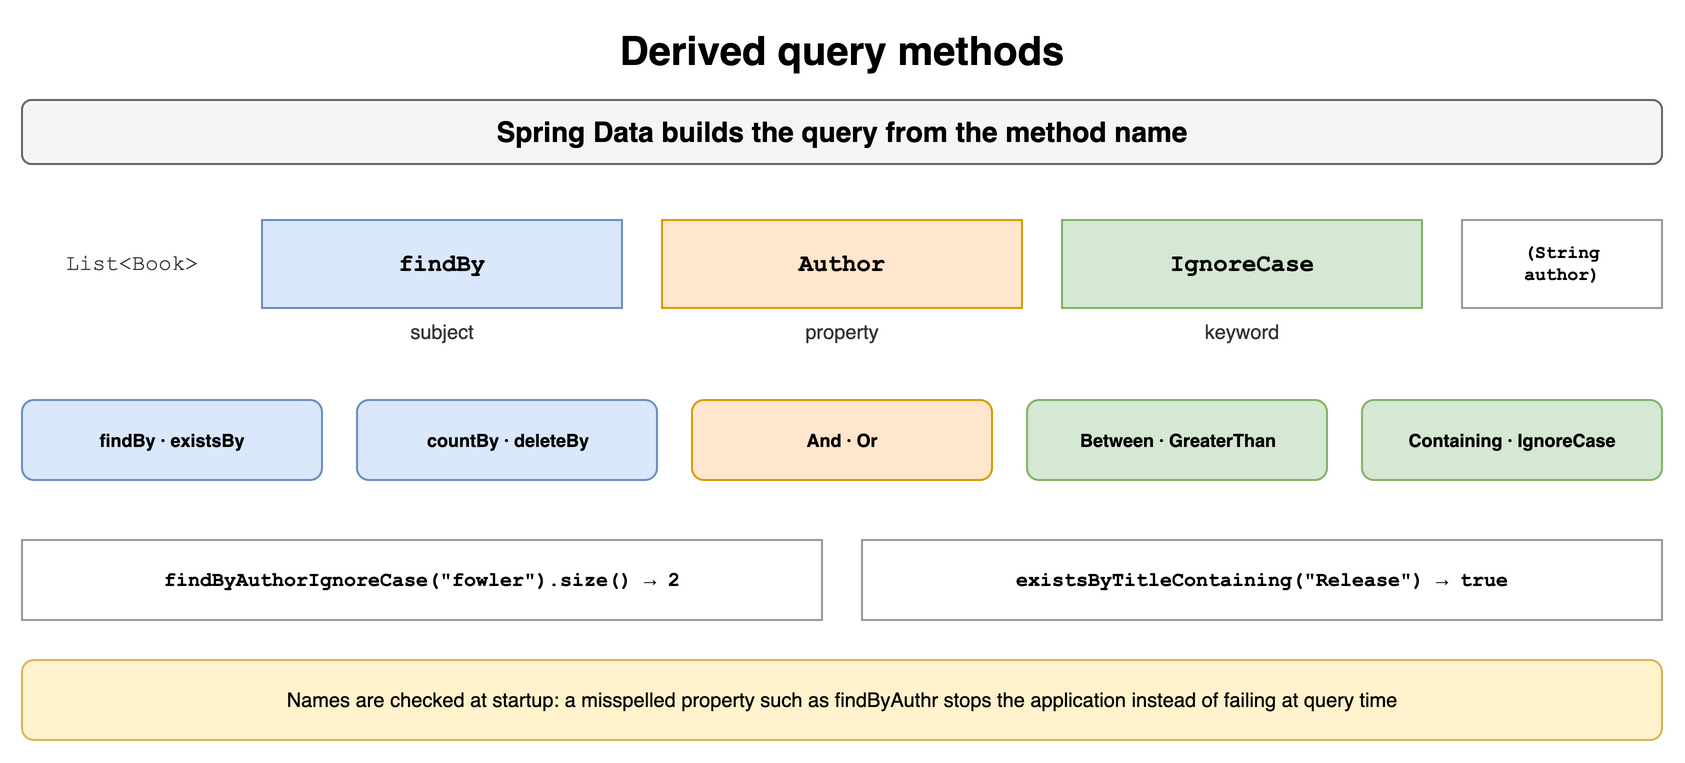 Derived query methods
Spring Data builds the query from the method name
List<Book>
findBy
Author
IgnoreCase
(String
author)
subject
property
keyword
findBy · existsBy
countBy · deleteBy
And · Or
Between · GreaterThan
Containing · IgnoreCase
findByAuthorIgnoreCase("fowler").size() → 2
existsByTitleContaining("Release") → true
Names are checked at startup: a misspelled property such as findByAuthr stops the application instead of failing at query time